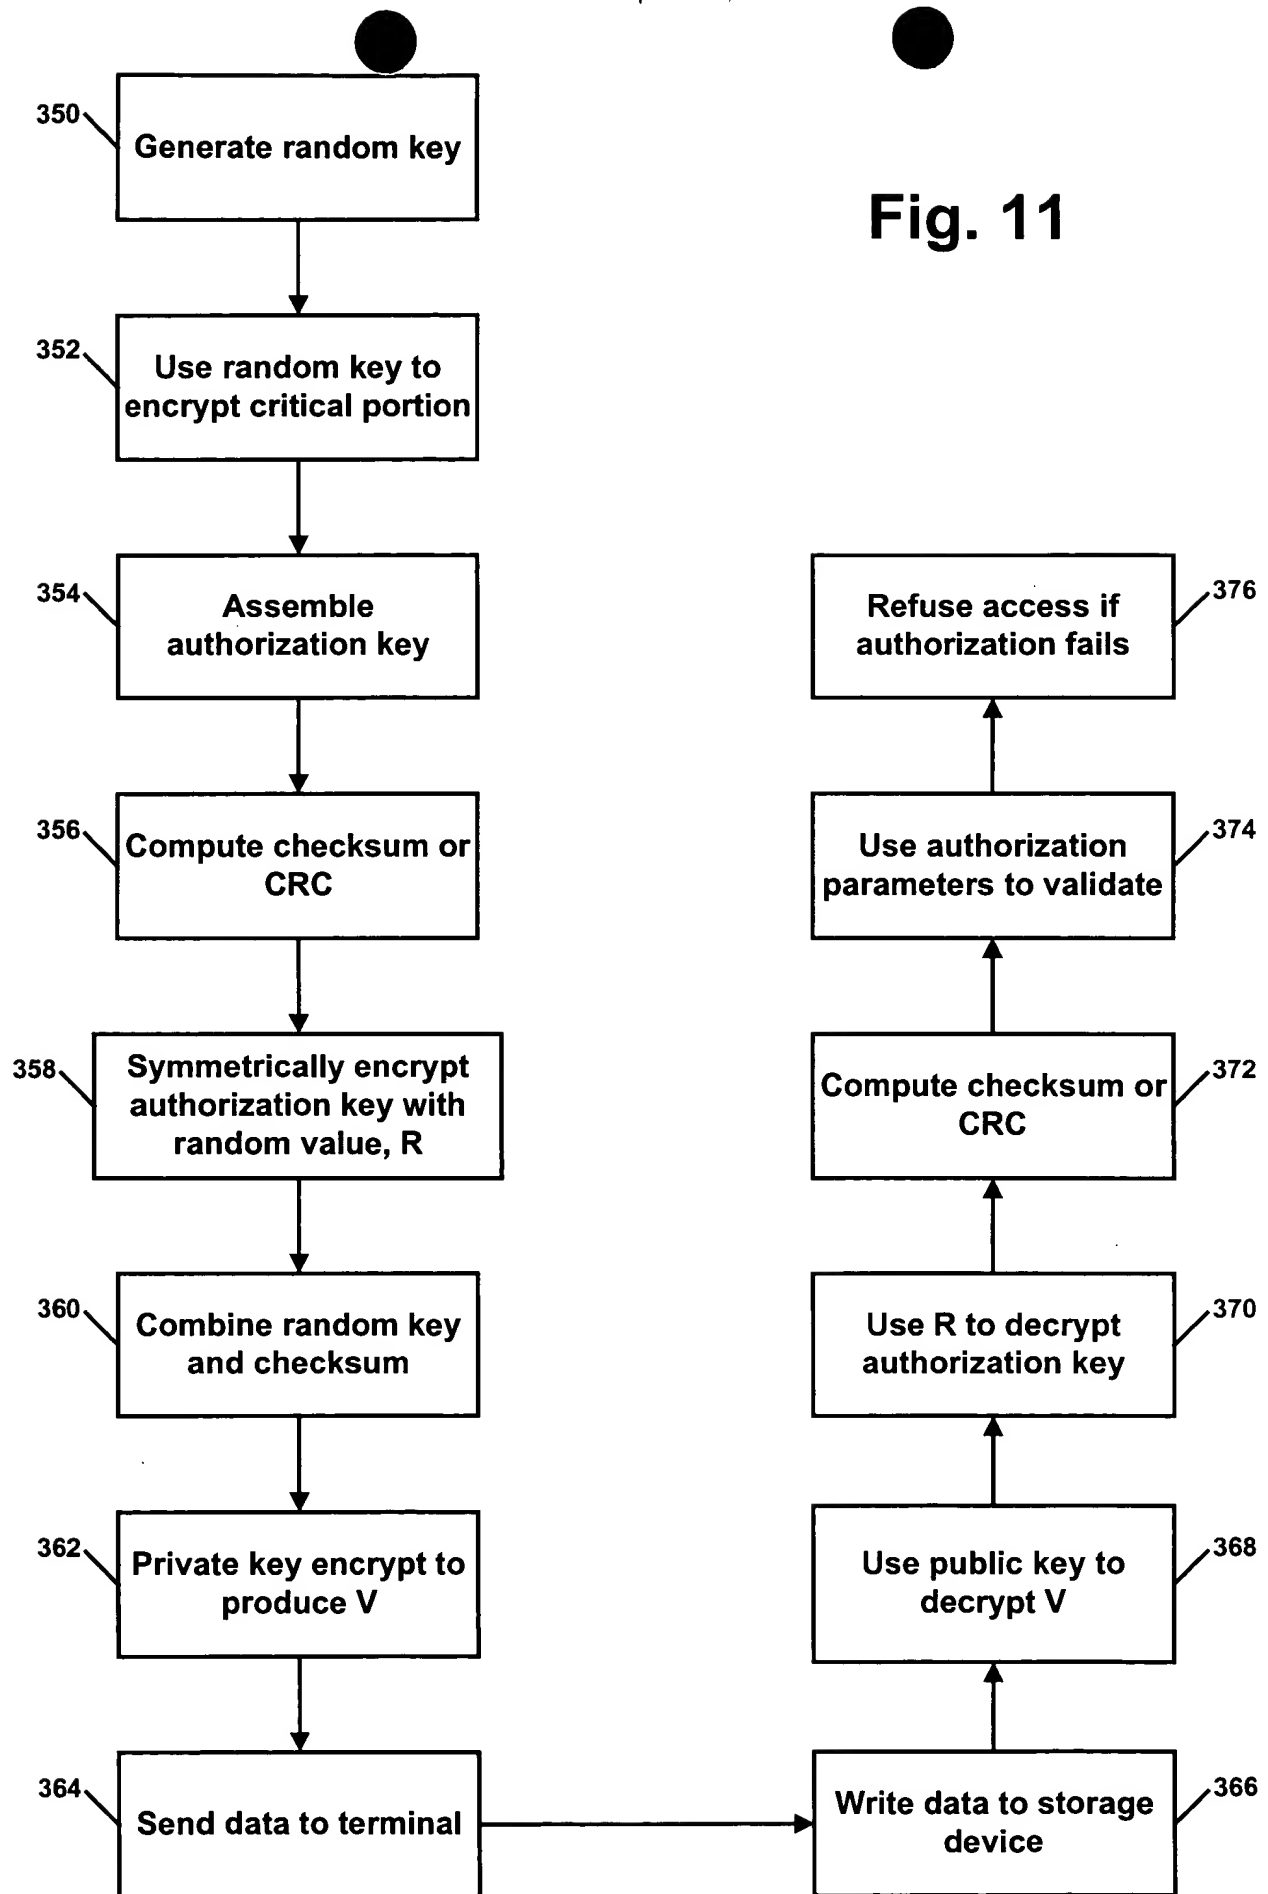 Fig. 11
350
Generate random key
352
Use random key to
encrypt critical portion
354
Assemble
authorization key
356
Compute checksum or
CRC
358
Symmetrically encrypt
authorization key with
random value, R
360
Combine random key
and checksum
362
Private key encrypt to
produce V
364
Send data to terminal
366
Write data to storage
device
368
Use public key to
decrypt V
370
Use R to decrypt
authorization key
372
Compute checksum or
CRC
374
Use authorization
parameters to validate
376
Refuse access if
authorization fails